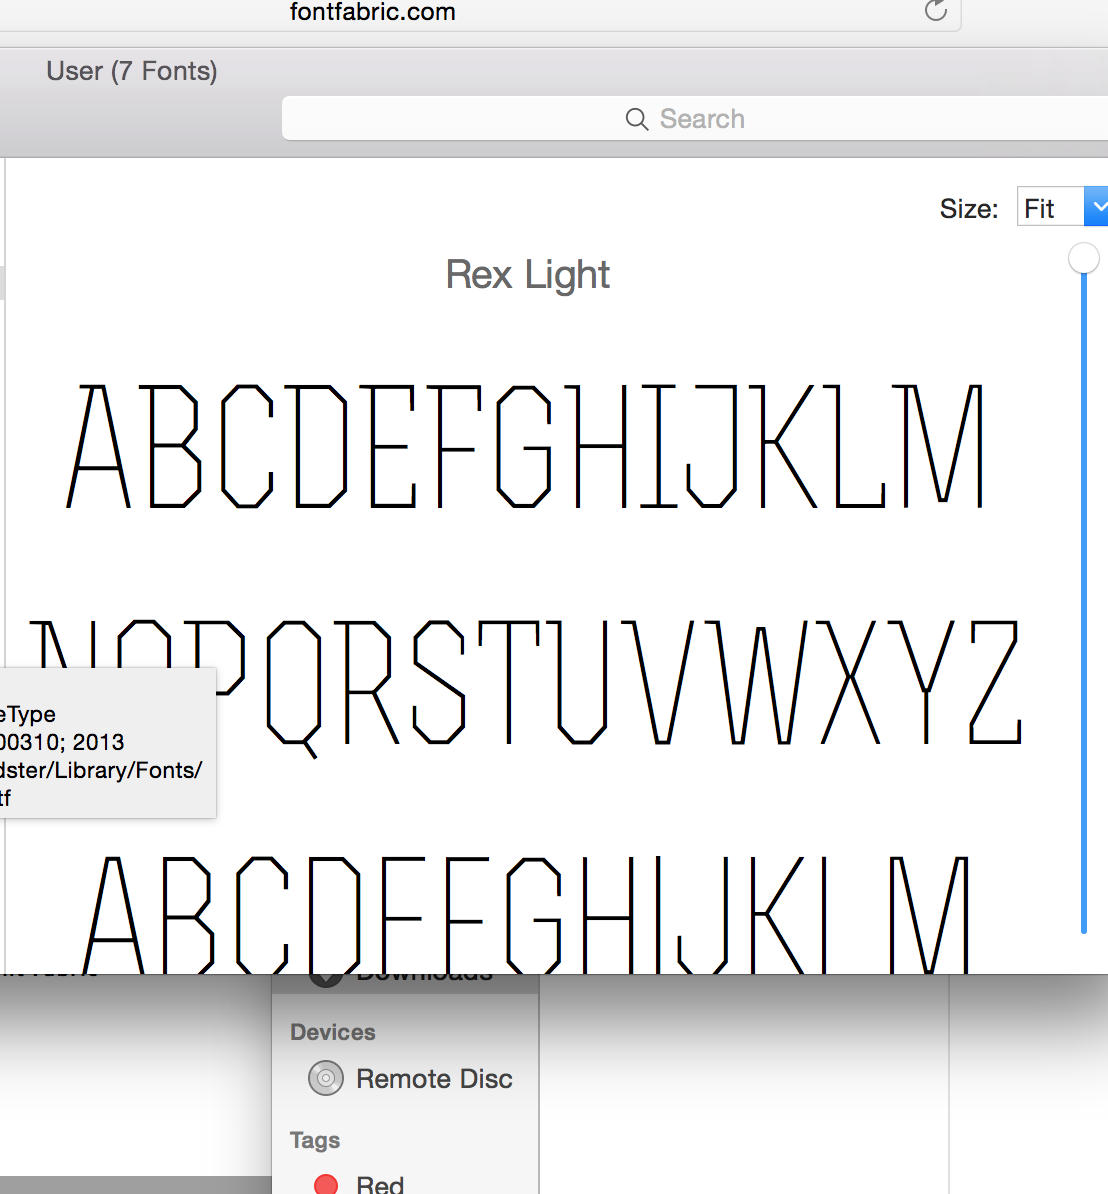 fontfabric.com
User (7 Fonts)
Search
Size: Fit
Rex Light
ABCDEFGHIJKLM
NOPQRSTUVWXYZ
eType
00310; 2013
dster/Library/Fonts/
tf
ABCDEFGHIJKLM
Downloads
Devices
Remote Disc
Tags
Red